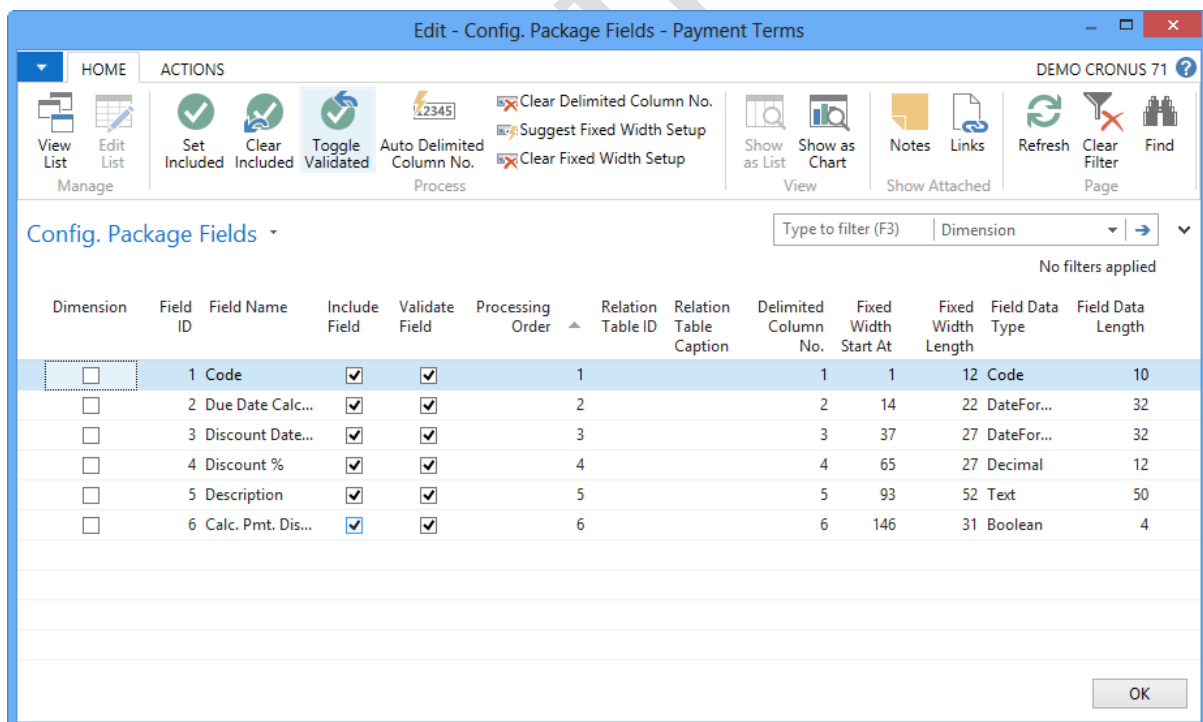 Edit - Config. Package Fields - Payment Terms
HOME ACTIONS DEMO CRONUS 71
View List
Edit List
Manage
Set Included
Clear Included
Toggle Validated
12345
Auto Delimited Column No.
Clear Delimited Column No.
Suggest Fixed Width Setup
Clear Fixed Width Setup
Process
Show as List
Show as Chart
View
Notes
Links
Show Attached
Refresh
Clear Filter
Find
Page
Config. Package Fields
Type to filter (F3) Dimension
No filters applied
Dimension Field ID Field Name Include Field Validate Field Processing Order Relation Table ID Relation Table Caption Delimited Column No. Fixed Width Start At Fixed Width Length Field Data Type Field Data Length
1 Code 1 1 1 12 Code 10
2 Due Date Calc... 2 2 14 22 DateFor... 32
3 Discount Date... 3 3 37 27 DateFor... 32
4 Discount % 4 4 65 27 Decimal 12
5 Description 5 5 93 52 Text 50
6 Calc. Pmt. Dis... 6 6 146 31 Boolean 4
OK